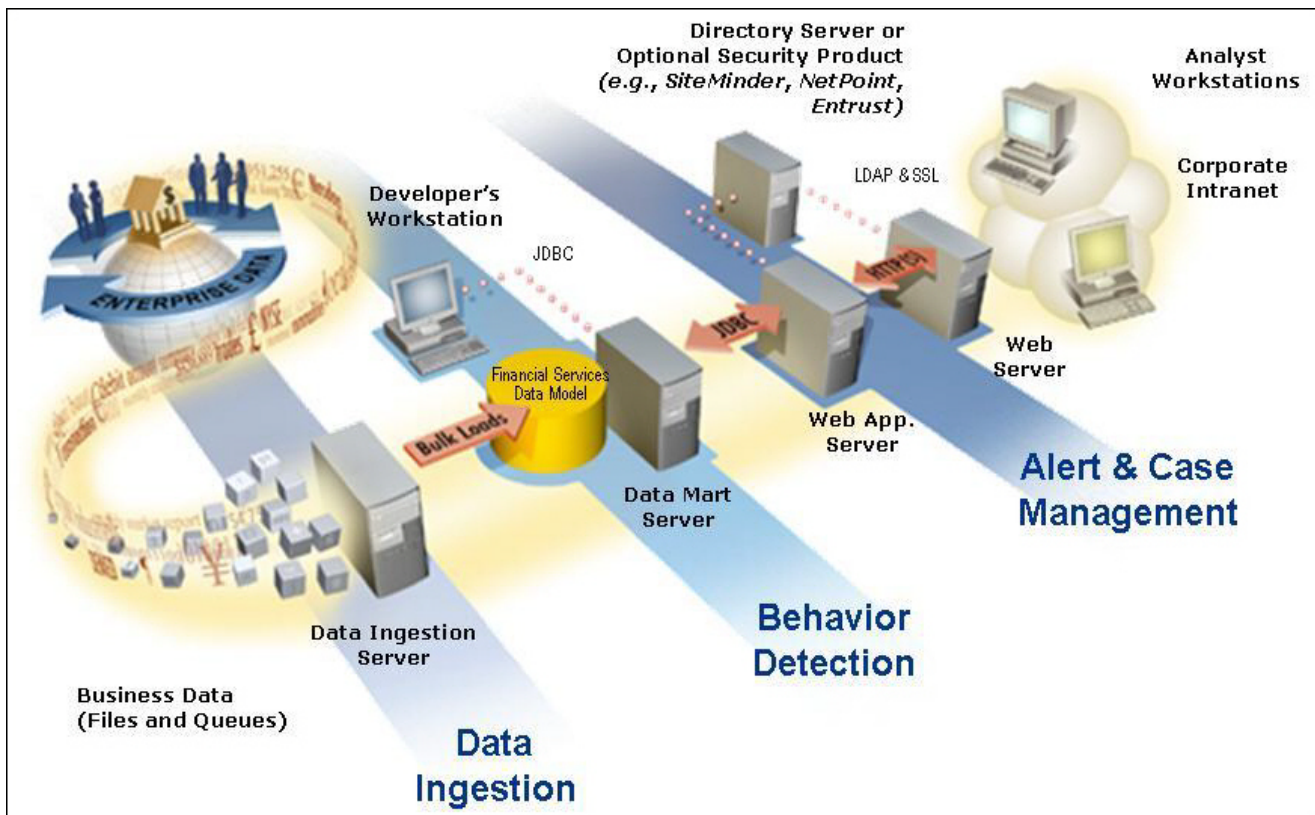 Directory Server or
Optional Security Product
(e.g., SiteMinder, NetPoint,
Entrust)
Analyst
Workstations
LDAP & SSL
Corporate
Intranet
Developer's
Workstation
JDBC
HTTP(S)
ENTERPRISE DATA
JDBC
Web
Server
Financial Services
Data Model
Web App.
Server
Bulk Loads
Alert & Case
Management
Data Mart
Server
Behavior
Detection
Data Ingestion
Server
Business Data
(Files and Queues)
Data
Ingestion